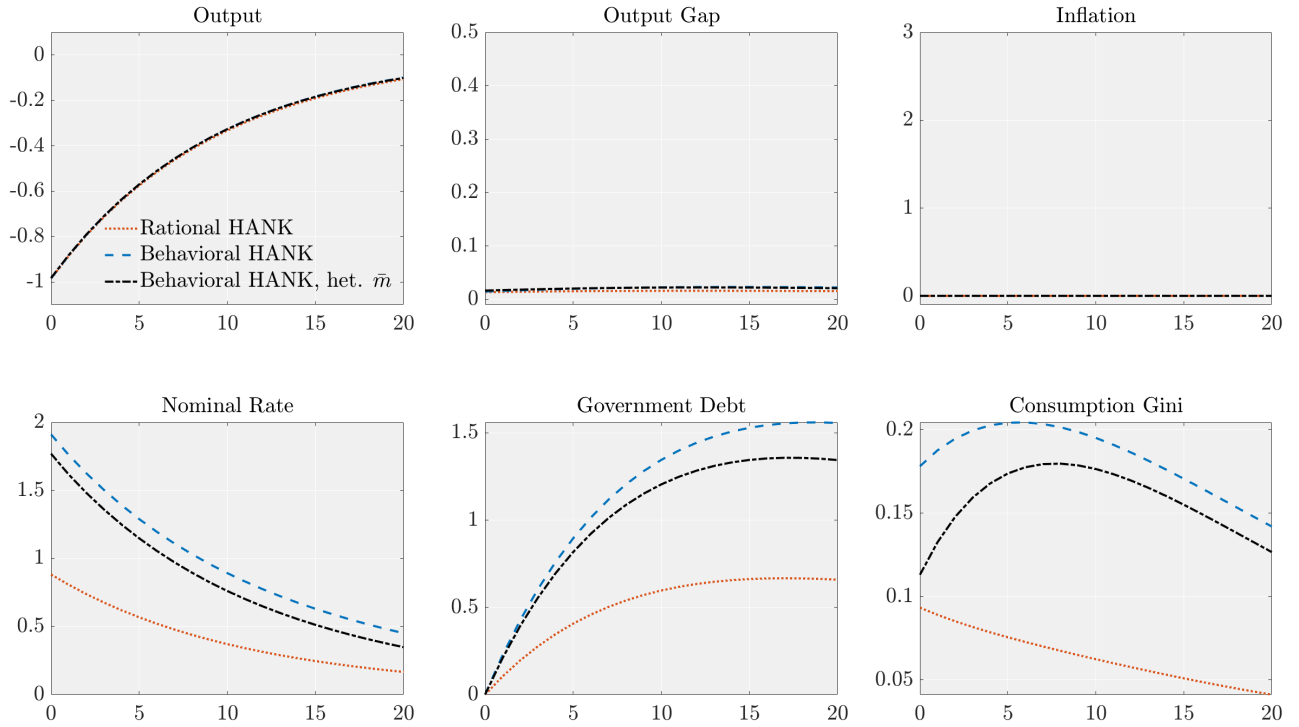 Output
0
-0.2
-0.4
-0.6
-0.8
-1
0 5 10 15 20
Rational HANK
Behavioral HANK
Behavioral HANK, het. m̄
Output Gap
0.5
0.4
0.3
0.2
0.1
0
0 5 10 15 20
Inflation
3
2
1
0
0 5 10 15 20
Nominal Rate
2
1.5
1
0.5
0
0 5 10 15 20
Government Debt
1.5
1
0.5
0
0 5 10 15 20
Consumption Gini
0.2
0.15
0.1
0.05
0 5 10 15 20